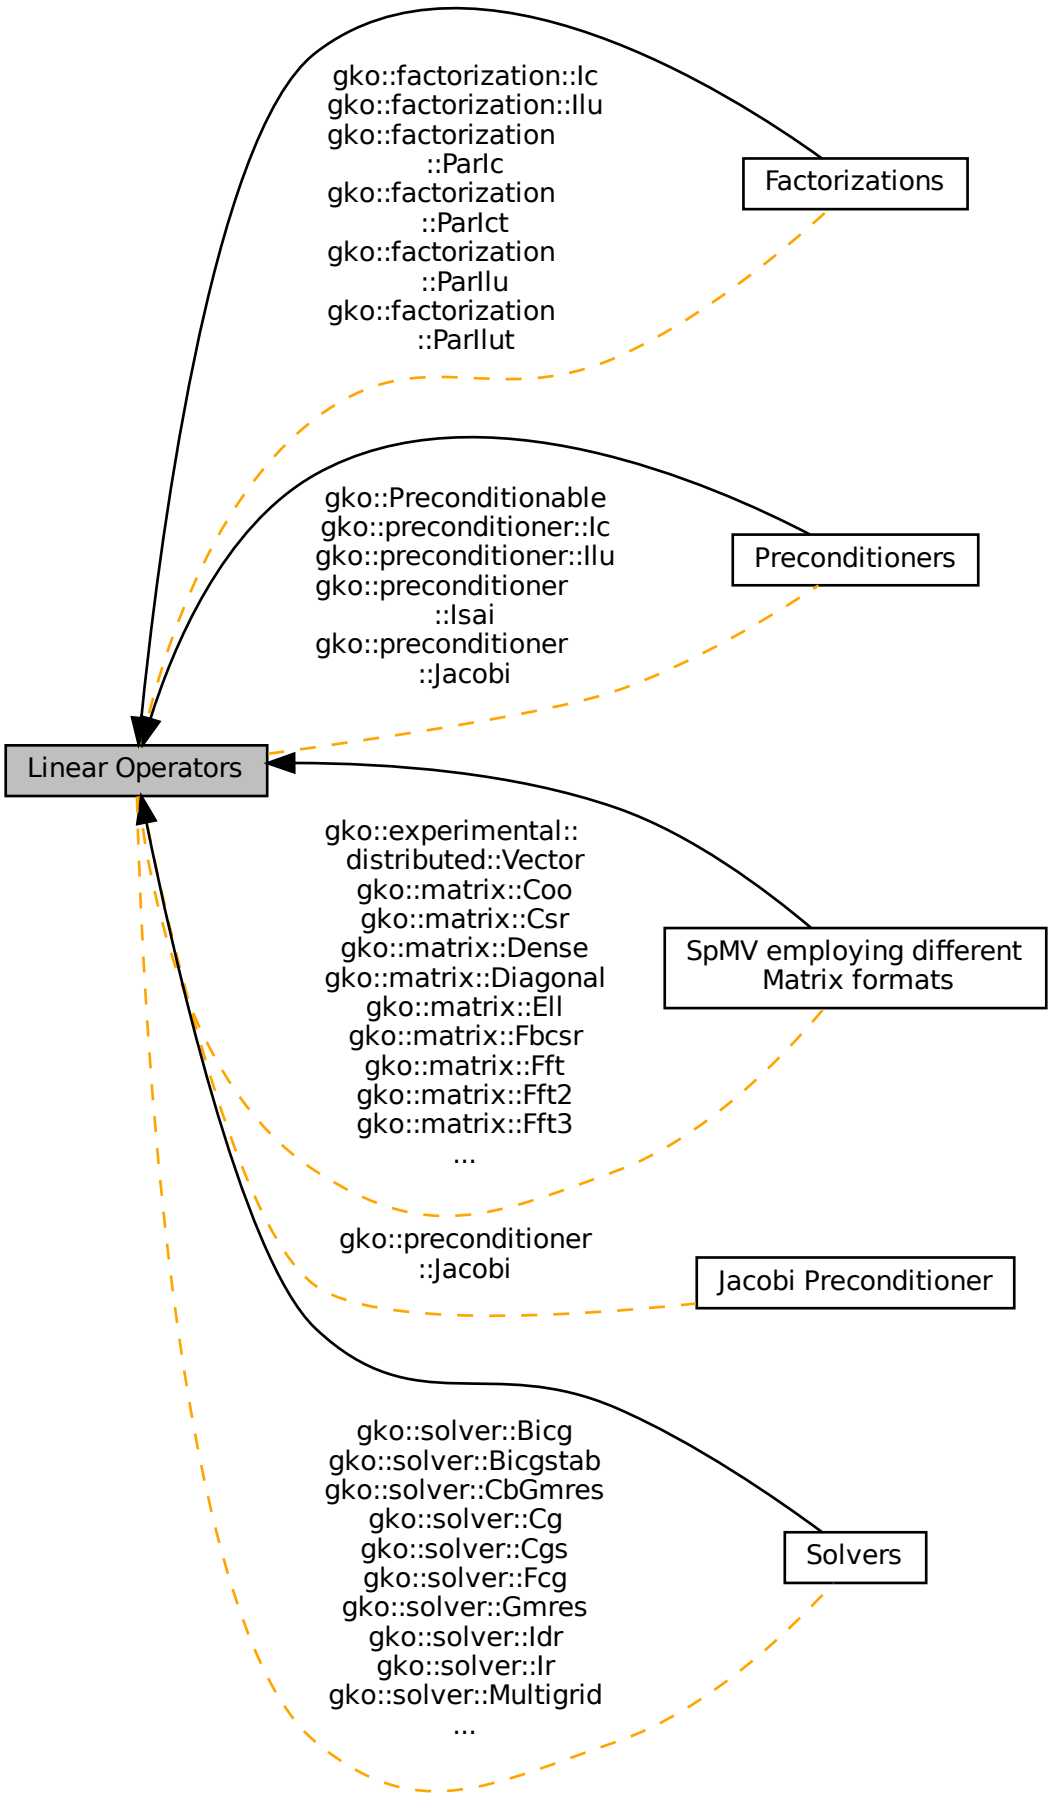 gko::factorization::Ic
gko::factorization::Ilu
gko::factorization
::ParIc
gko::factorization
::ParIct
gko::factorization
::ParIlu
gko::factorization
::ParIlut
Factorizations
gko::Preconditionable
gko::preconditioner::Ic
gko::preconditioner::Ilu
gko::preconditioner
::Isai
gko::preconditioner
::Jacobi
Preconditioners
Linear Operators
gko::experimental::
distributed::Vector
gko::matrix::Coo
gko::matrix::Csr
gko::matrix::Dense
gko::matrix::Diagonal
gko::matrix::Ell
gko::matrix::Fbcsr
gko::matrix::Fft
gko::matrix::Fft2
gko::matrix::Fft3
...
SpMV employing different
Matrix formats
gko::preconditioner
::Jacobi
Jacobi Preconditioner
gko::solver::Bicg
gko::solver::Bicgstab
gko::solver::CbGmres
gko::solver::Cg
gko::solver::Cgs
gko::solver::Fcg
gko::solver::Gmres
gko::solver::Idr
gko::solver::Ir
gko::solver::Multigrid
...
Solvers